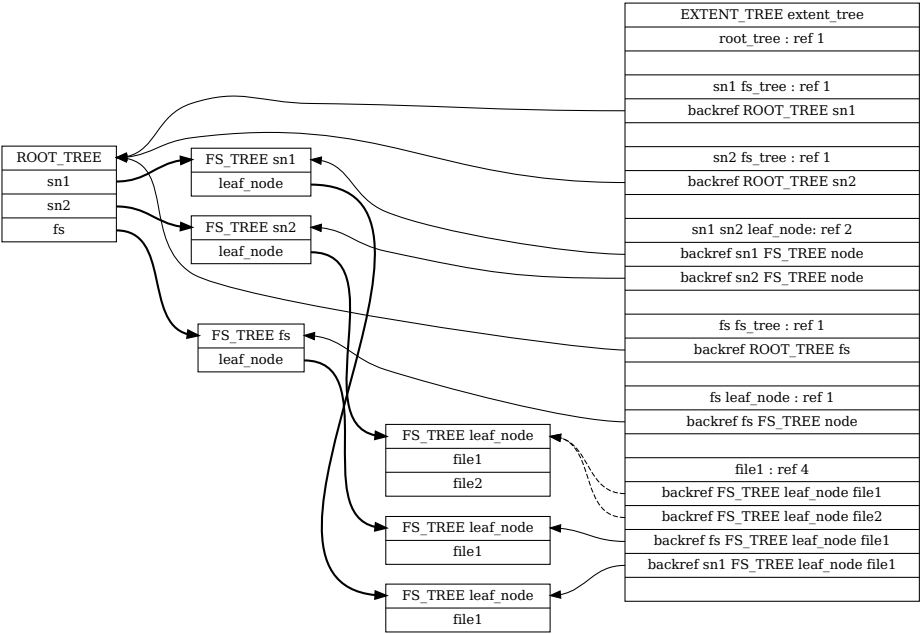 ROOT_TREE
sn1
sn2
fs
FS_TREE sn1
leaf_node
FS_TREE sn2
leaf_node
FS_TREE fs
leaf_node
FS_TREE leaf_node
file1
file2
FS_TREE leaf_node
file1
FS_TREE leaf_node
file1
EXTENT_TREE extent_tree
root_tree : ref 1
sn1 fs_tree : ref 1
backref ROOT_TREE sn1
sn2 fs_tree : ref 1
backref ROOT_TREE sn2
sn1 sn2 leaf_node: ref 2
backref sn1 FS_TREE node
backref sn2 FS_TREE node
fs fs_tree : ref 1
backref ROOT_TREE fs
fs leaf_node : ref 1
backref fs FS_TREE node
file1 : ref 4
backref FS_TREE leaf_node file1
backref FS_TREE leaf_node file2
backref fs FS_TREE leaf_node file1
backref sn1 FS_TREE leaf_node file1